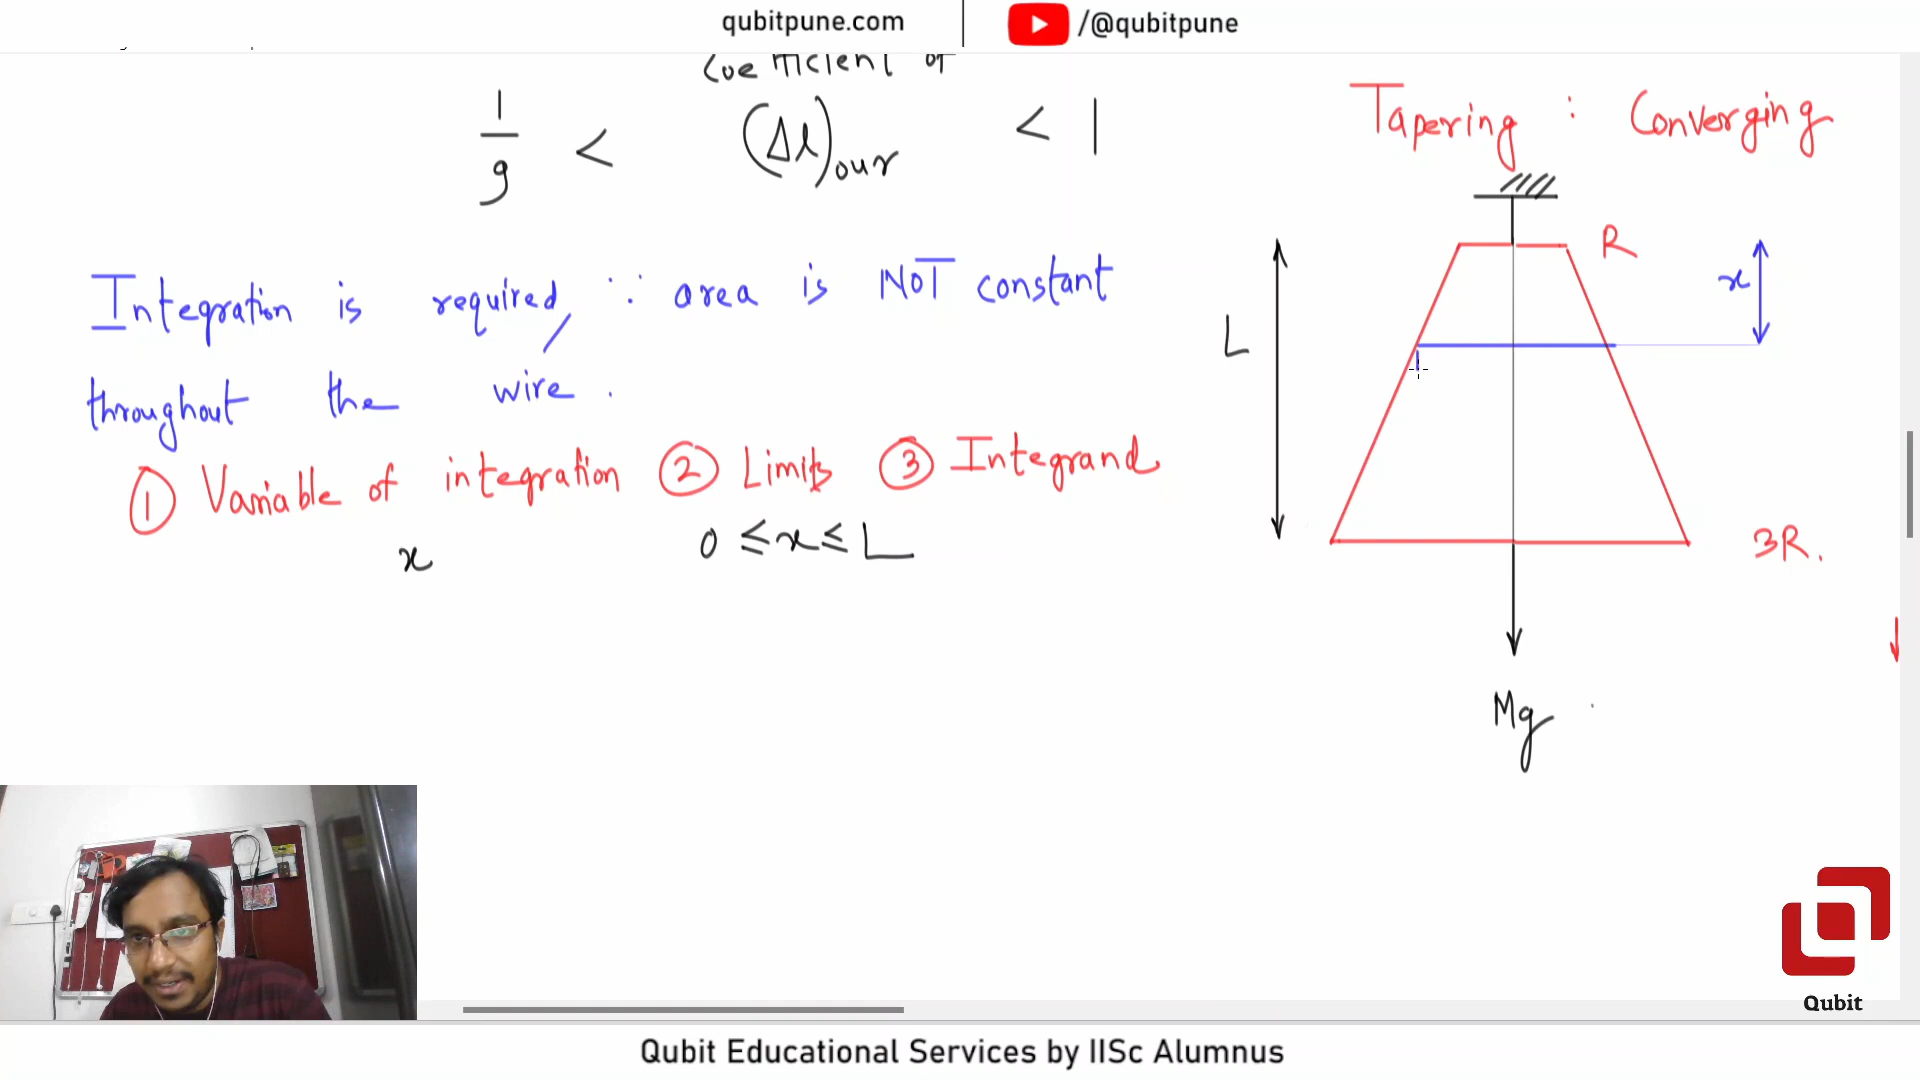 qubitpune.com
/@qubitpune
Coefficient of
1/9 < (Δl)our < 1
Tapering : Converging
R
x
Integration is required, ∵ area is NOT constant
throughout the wire.
L
① Variable of integration ② Limits ③ Integrand
x 0 ≤ x ≤ L
3R.
Mg
Qubit
Qubit Educational Services by IISc Alumnus